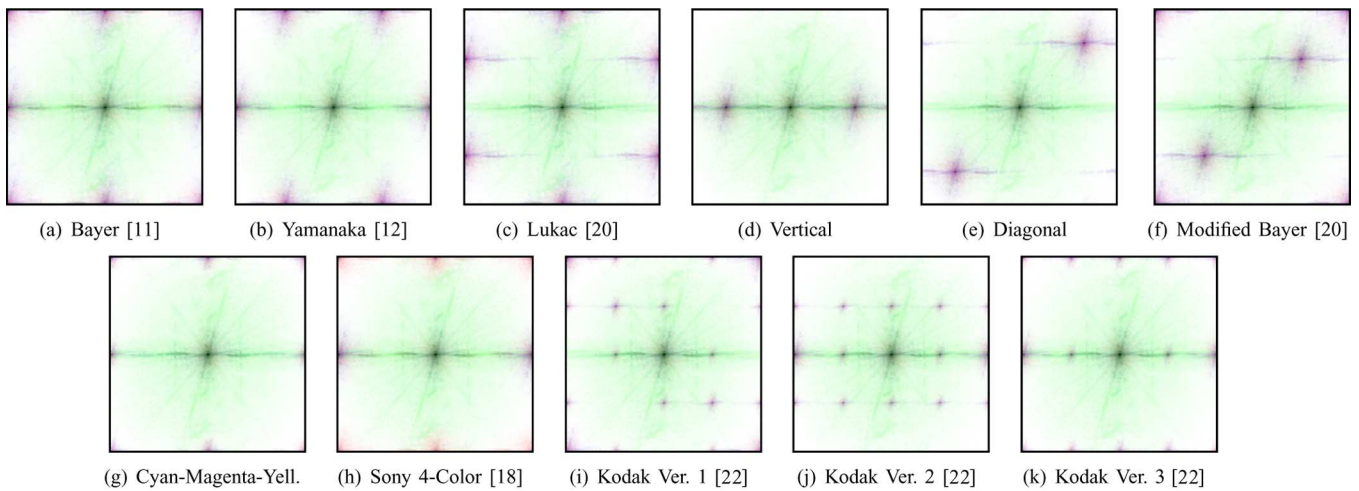 (a) Bayer [11]
(b) Yamanaka [12]
(c) Lukac [20]
(d) Vertical
(e) Diagonal
(f) Modified Bayer [20]
(g) Cyan-Magenta-Yell.
(h) Sony 4-Color [18]
(i) Kodak Ver. 1 [22]
(j) Kodak Ver. 2 [22]
(k) Kodak Ver. 3 [22]